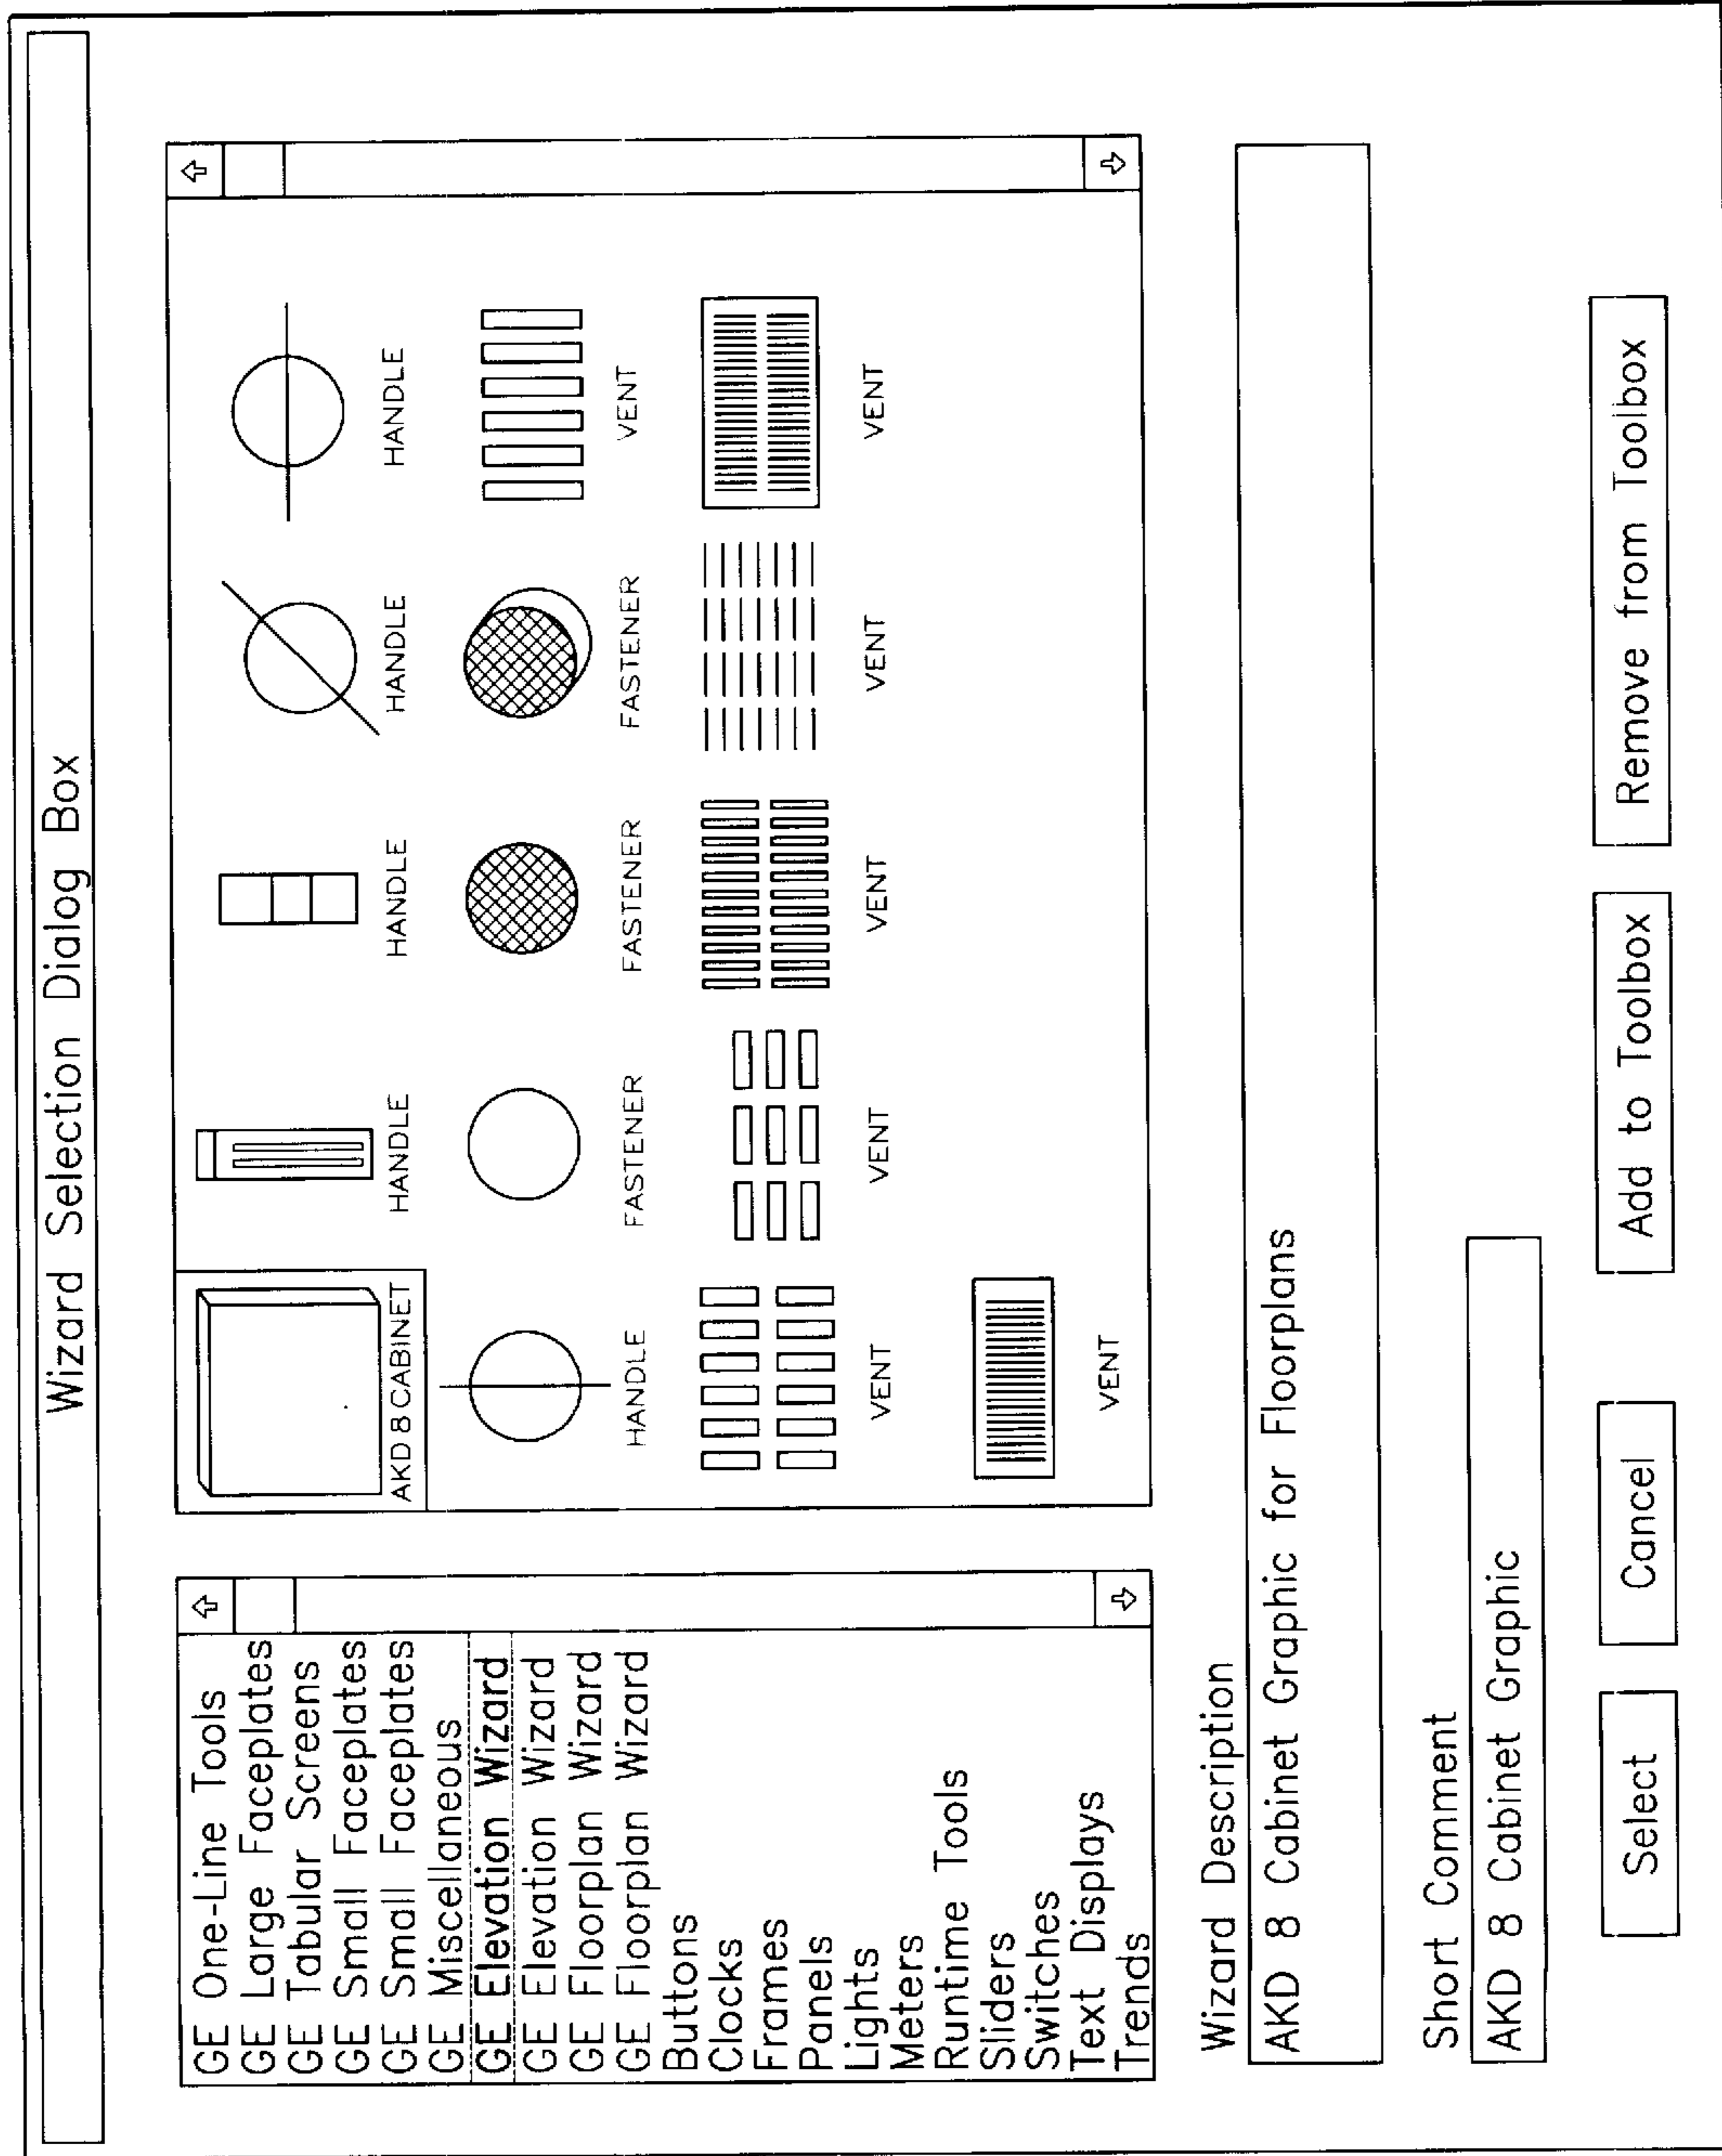 Wizard Selection Dialog Box
GE One-Line Tools
GE Large Faceplates
GE Tabular Screens
GE Small Faceplates
GE Small Faceplates
GE Miscellaneous
GE Elevation Wizard
GE Elevation Wizard
GE Floorplan Wizard
GE Floorplan Wizard
Buttons
Clocks
Frames
Panels
Lights
Meters
Runtime Tools
Sliders
Switches
Text Displays
Trends
AKD 8 CABINET HANDLE HANDLE HANDLE HANDLE
HANDLE FASTENER FASTENER FASTENER VENT
VENT VENT VENT VENT VENT
VENT
Wizard Description
AKD 8 Cabinet Graphic for Floorplans
Short Comment
AKD 8 Cabinet Graphic
Select Cancel Add to Toolbox Remove from Toolbox